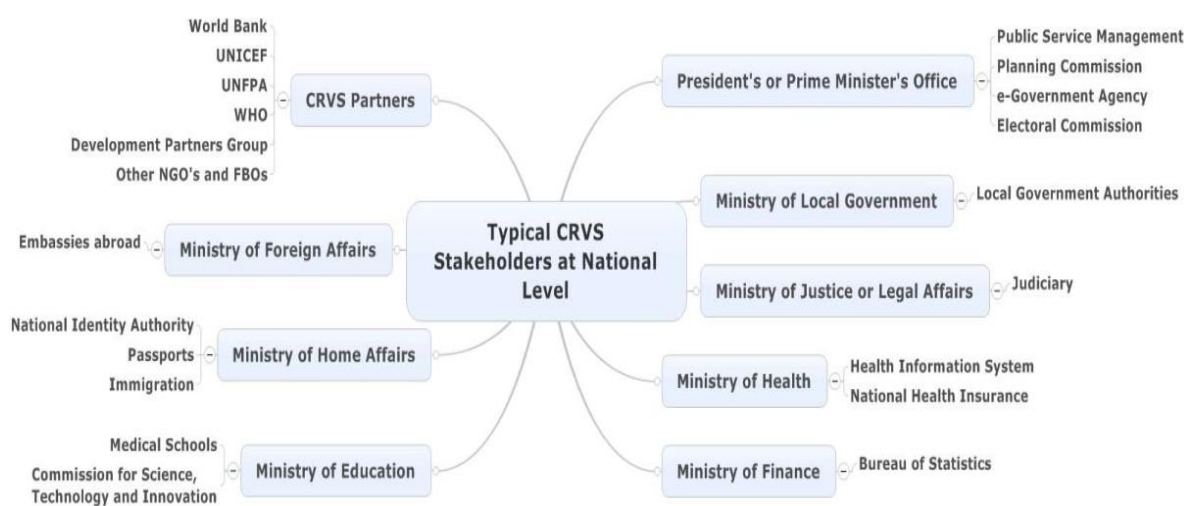 World Bank
UNICEF
UNFPA
WHO
Development Partners Group
Other NGO's and FBOs
CRVS Partners
Embassies abroad
Ministry of Foreign Affairs
National Identity Authority
Passports
Immigration
Ministry of Home Affairs
Medical Schools
Commission for Science,
Technology and Innovation
Ministry of Education
Typical CRVS
Stakeholders at National
Level
President's or Prime Minister's Office
Public Service Management
Planning Commission
e-Government Agency
Electoral Commission
Ministry of Local Government
Local Government Authorities
Ministry of Justice or Legal Affairs
Judiciary
Ministry of Health
Health Information System
National Health Insurance
Ministry of Finance
Bureau of Statistics